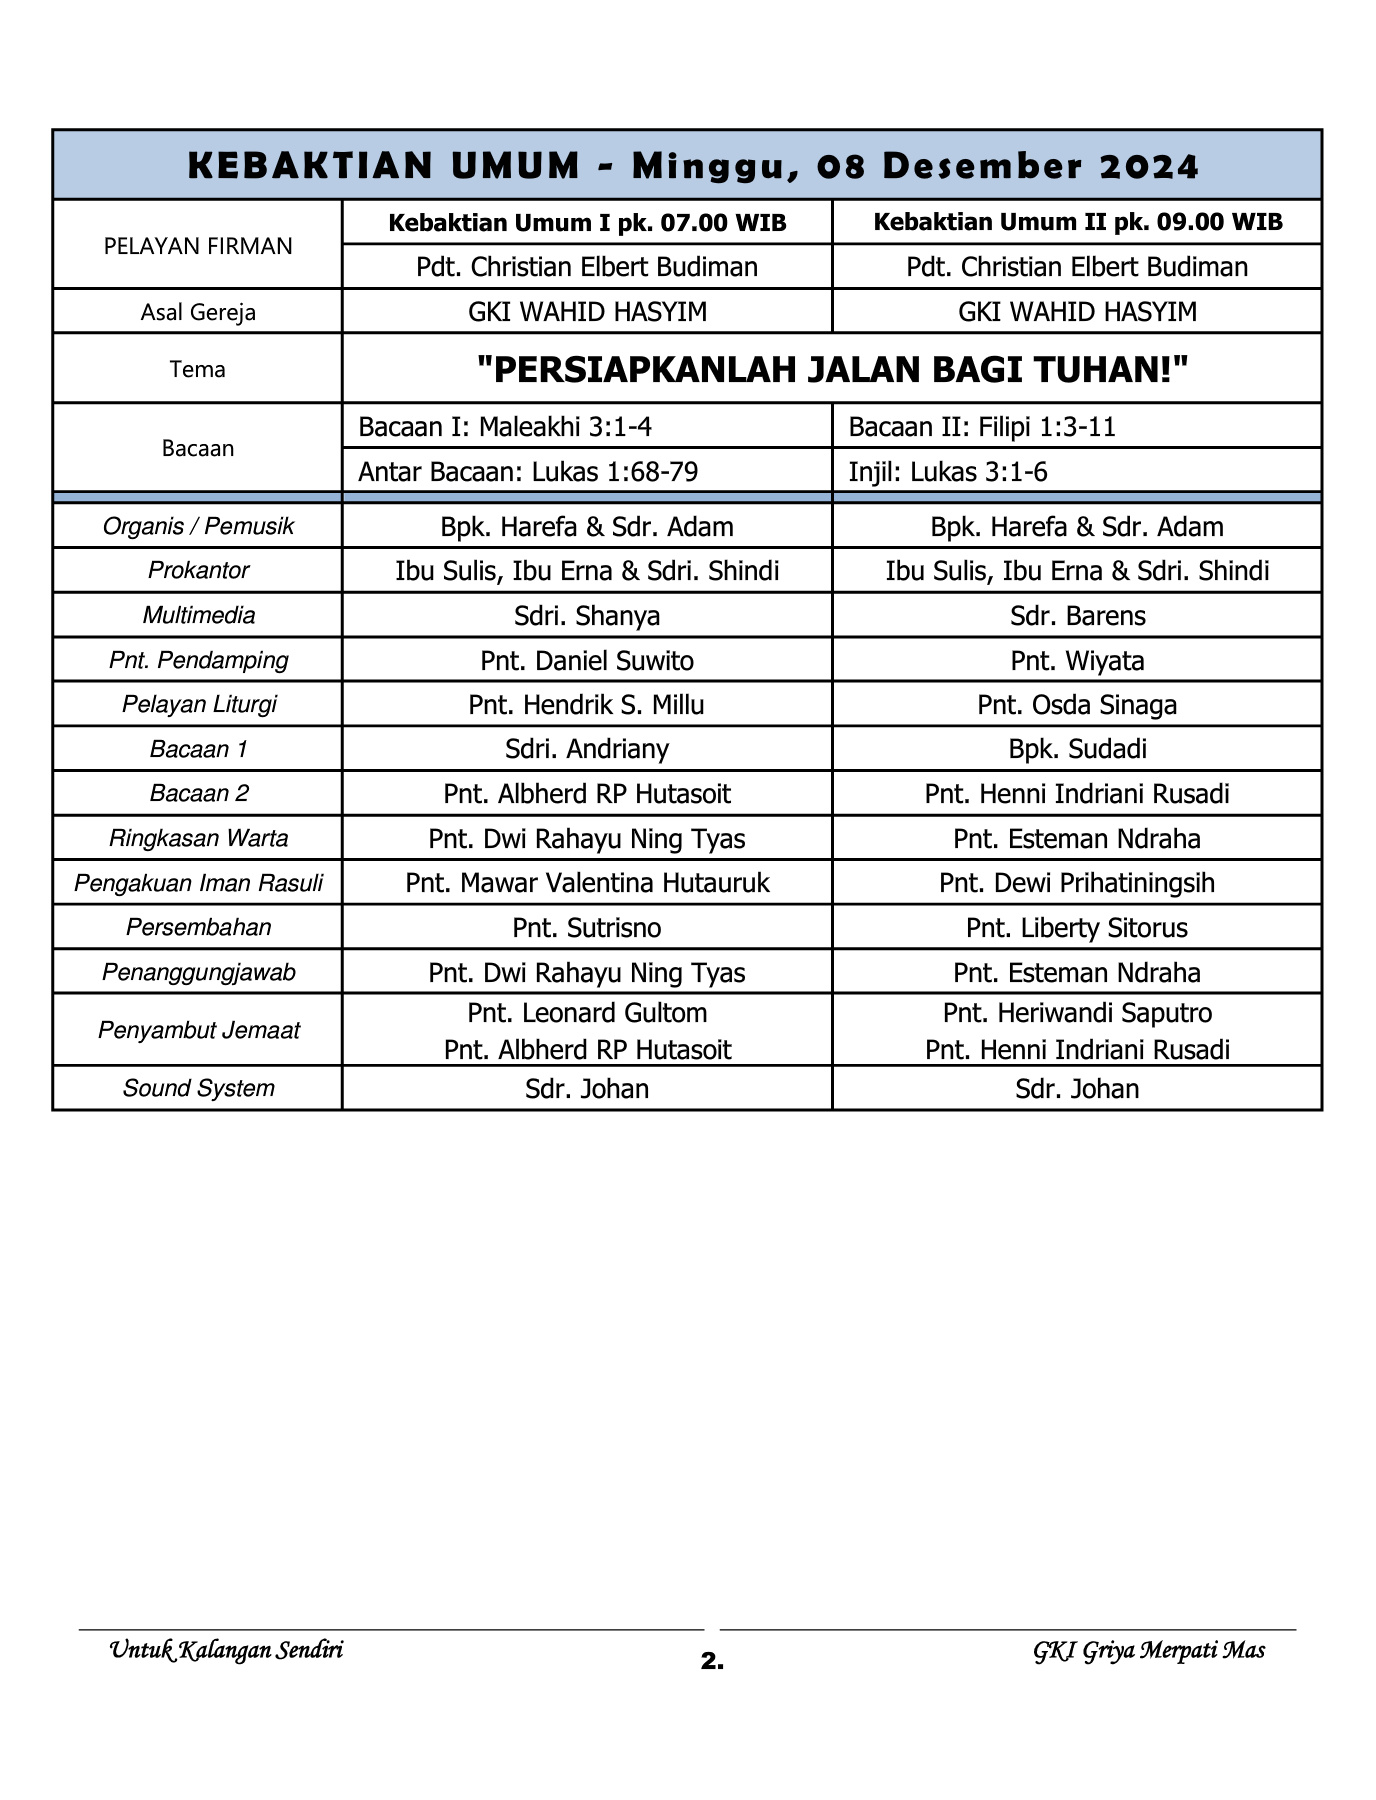 KEBAKTIAN UMUM - Minggu, 08 Desember 2024
PELAYAN FIRMAN
Kebaktian Umum I pk. 07.00 WIB
Kebaktian Umum II pk. 09.00 WIB
Pdt. Christian Elbert Budiman
Pdt. Christian Elbert Budiman
Asal Gereja
GKI WAHID HASYIM
GKI WAHID HASYIM
Tema
"PERSIAPKANLAH JALAN BAGI TUHAN!"
Bacaan
Bacaan I: Maleakhi 3:1-4
Bacaan II: Filipi 1:3-11
Antar Bacaan: Lukas 1:68-79
Injil: Lukas 3:1-6
Organis / Pemusik
Bpk. Harefa & Sdr. Adam
Bpk. Harefa & Sdr. Adam
Prokantor
Ibu Sulis, Ibu Erna & Sdri. Shindi
Ibu Sulis, Ibu Erna & Sdri. Shindi
Multimedia
Sdri. Shanya
Sdr. Barens
Pnt. Pendamping
Pnt. Daniel Suwito
Pnt. Wiyata
Pelayan Liturgi
Pnt. Hendrik S. Millu
Pnt. Osda Sinaga
Bacaan 1
Sdri. Andriany
Bpk. Sudadi
Bacaan 2
Pnt. Albherd RP Hutasoit
Pnt. Henni Indriani Rusadi
Ringkasan Warta
Pnt. Dwi Rahayu Ning Tyas
Pnt. Esteman Ndraha
Pengakuan Iman Rasuli
Pnt. Mawar Valentina Hutauruk
Pnt. Dewi Prihatiningsih
Persembahan
Pnt. Sutrisno
Pnt. Liberty Sitorus
Penanggungjawab
Pnt. Dwi Rahayu Ning Tyas
Pnt. Esteman Ndraha
Penyambut Jemaat
Pnt. Leonard Gultom
Pnt. Albherd RP Hutasoit
Pnt. Heriwandi Saputro
Pnt. Henni Indriani Rusadi
Sound System
Sdr. Johan
Sdr. Johan
Untuk Kalangan Sendiri
2.
GKI Griya Merpati Mas